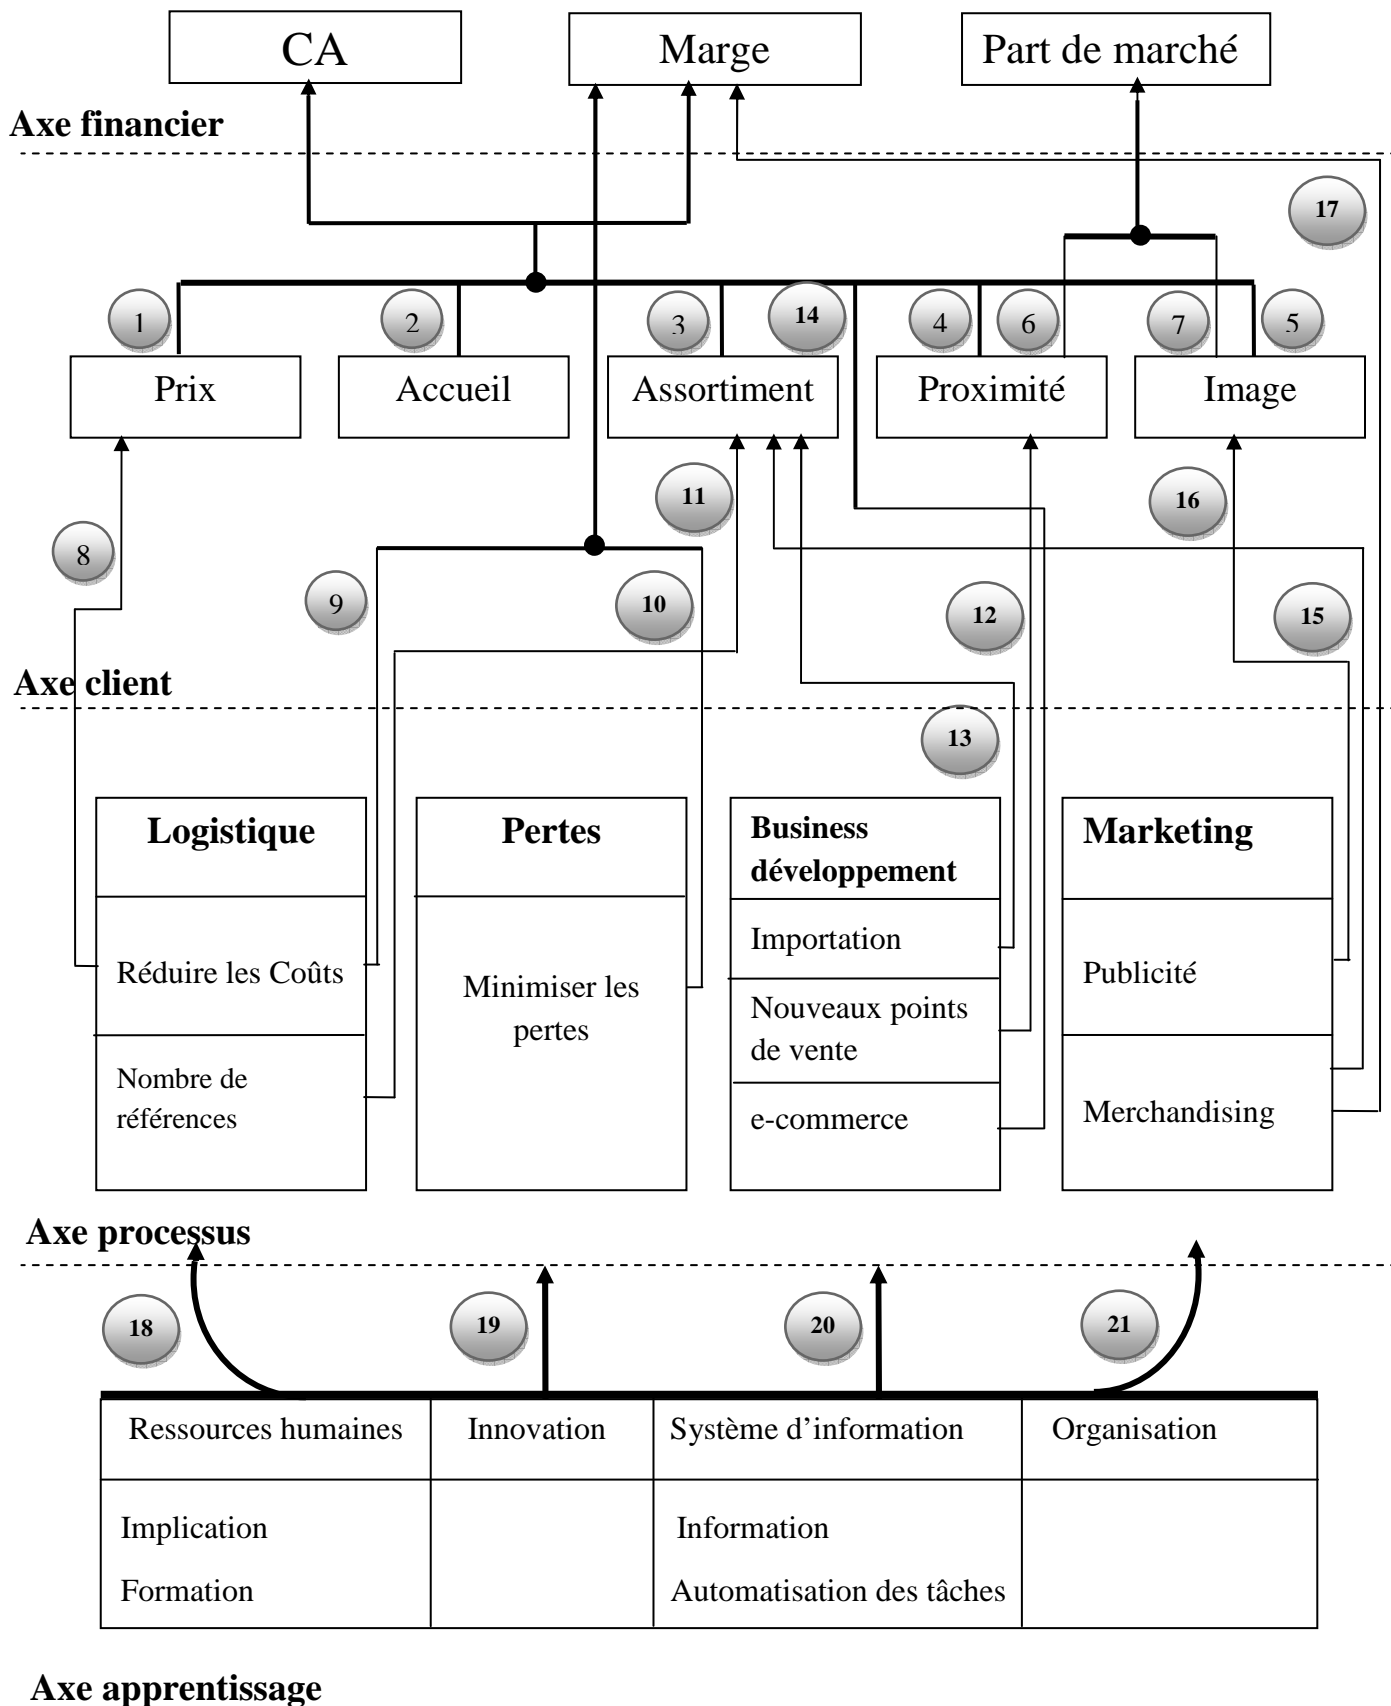 CA
Marge
Part de marché
Axe financier
17
1
2
3
14
4
6
7
5
Prix
Accueil
Assortiment
Proximité
Image
11
16
8
9
10
12
15
Axe client
13
Logistique
Réduire les Coûts
Nombre de
références
Pertes
Minimiser les
pertes
Business
développement
Importation
Nouveaux points
de vente
e-commerce
Marketing
Publicité
Merchandising
Axe processus
18
19
20
21
Ressources humaines
Innovation
Système d’information
Organisation
Implication
Information
Formation
Automatisation des tâches
Axe apprentissage